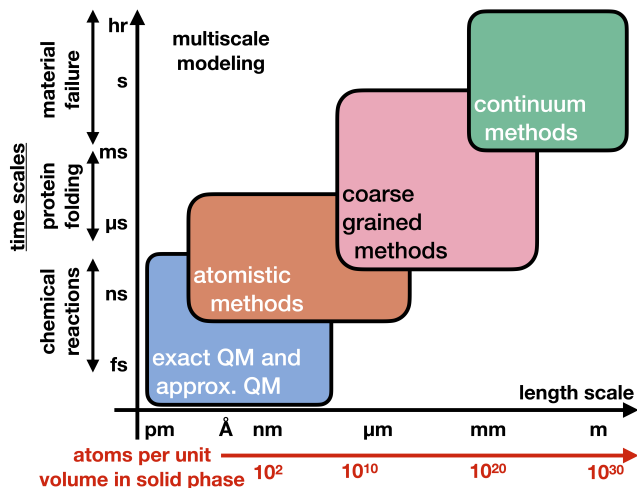 multiscale
modeling
time scales
material
failure
protein
folding
chemical
reactions
hr
s
ms
µs
ns
fs
continuum
methods
coarse
grained
methods
atomistic
methods
exact QM and
approx. QM
length scale
pm Å nm µm mm m
atoms per unit
volume in solid phase
10² 10¹⁰ 10²⁰ 10³⁰